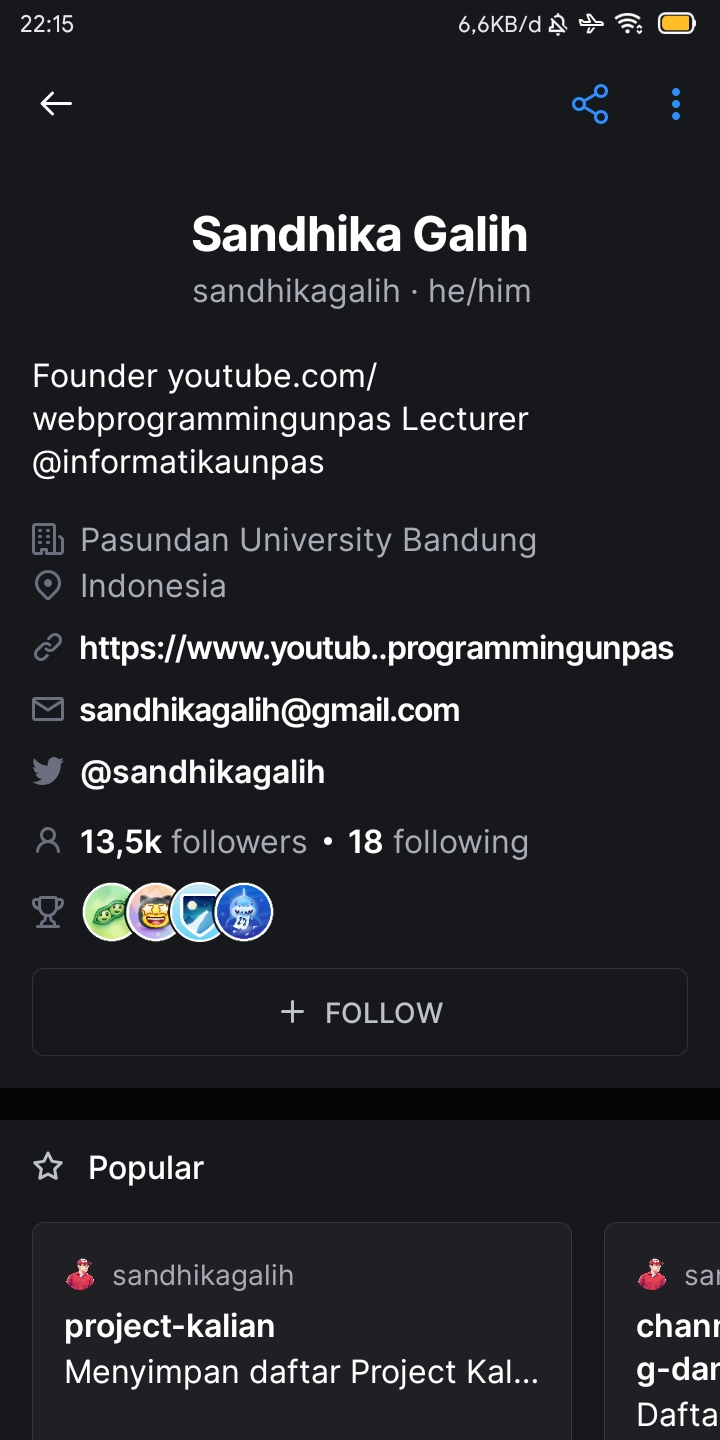 22:15 6,6KB/d
Sandhika Galih
sandhikagalih · he/him
Founder youtube.com/
webprogrammingunpas Lecturer
@informatikaunpas
Pasundan University Bandung
Indonesia
https://www.youtub..programmingunpas
sandhikagalih@gmail.com
@sandhikagalih
13,5k followers • 18 following
+ FOLLOW
Popular
sandhikagalih
project-kalian
Menyimpan daftar Project Kal...
san
chann
g-dar
Dafta